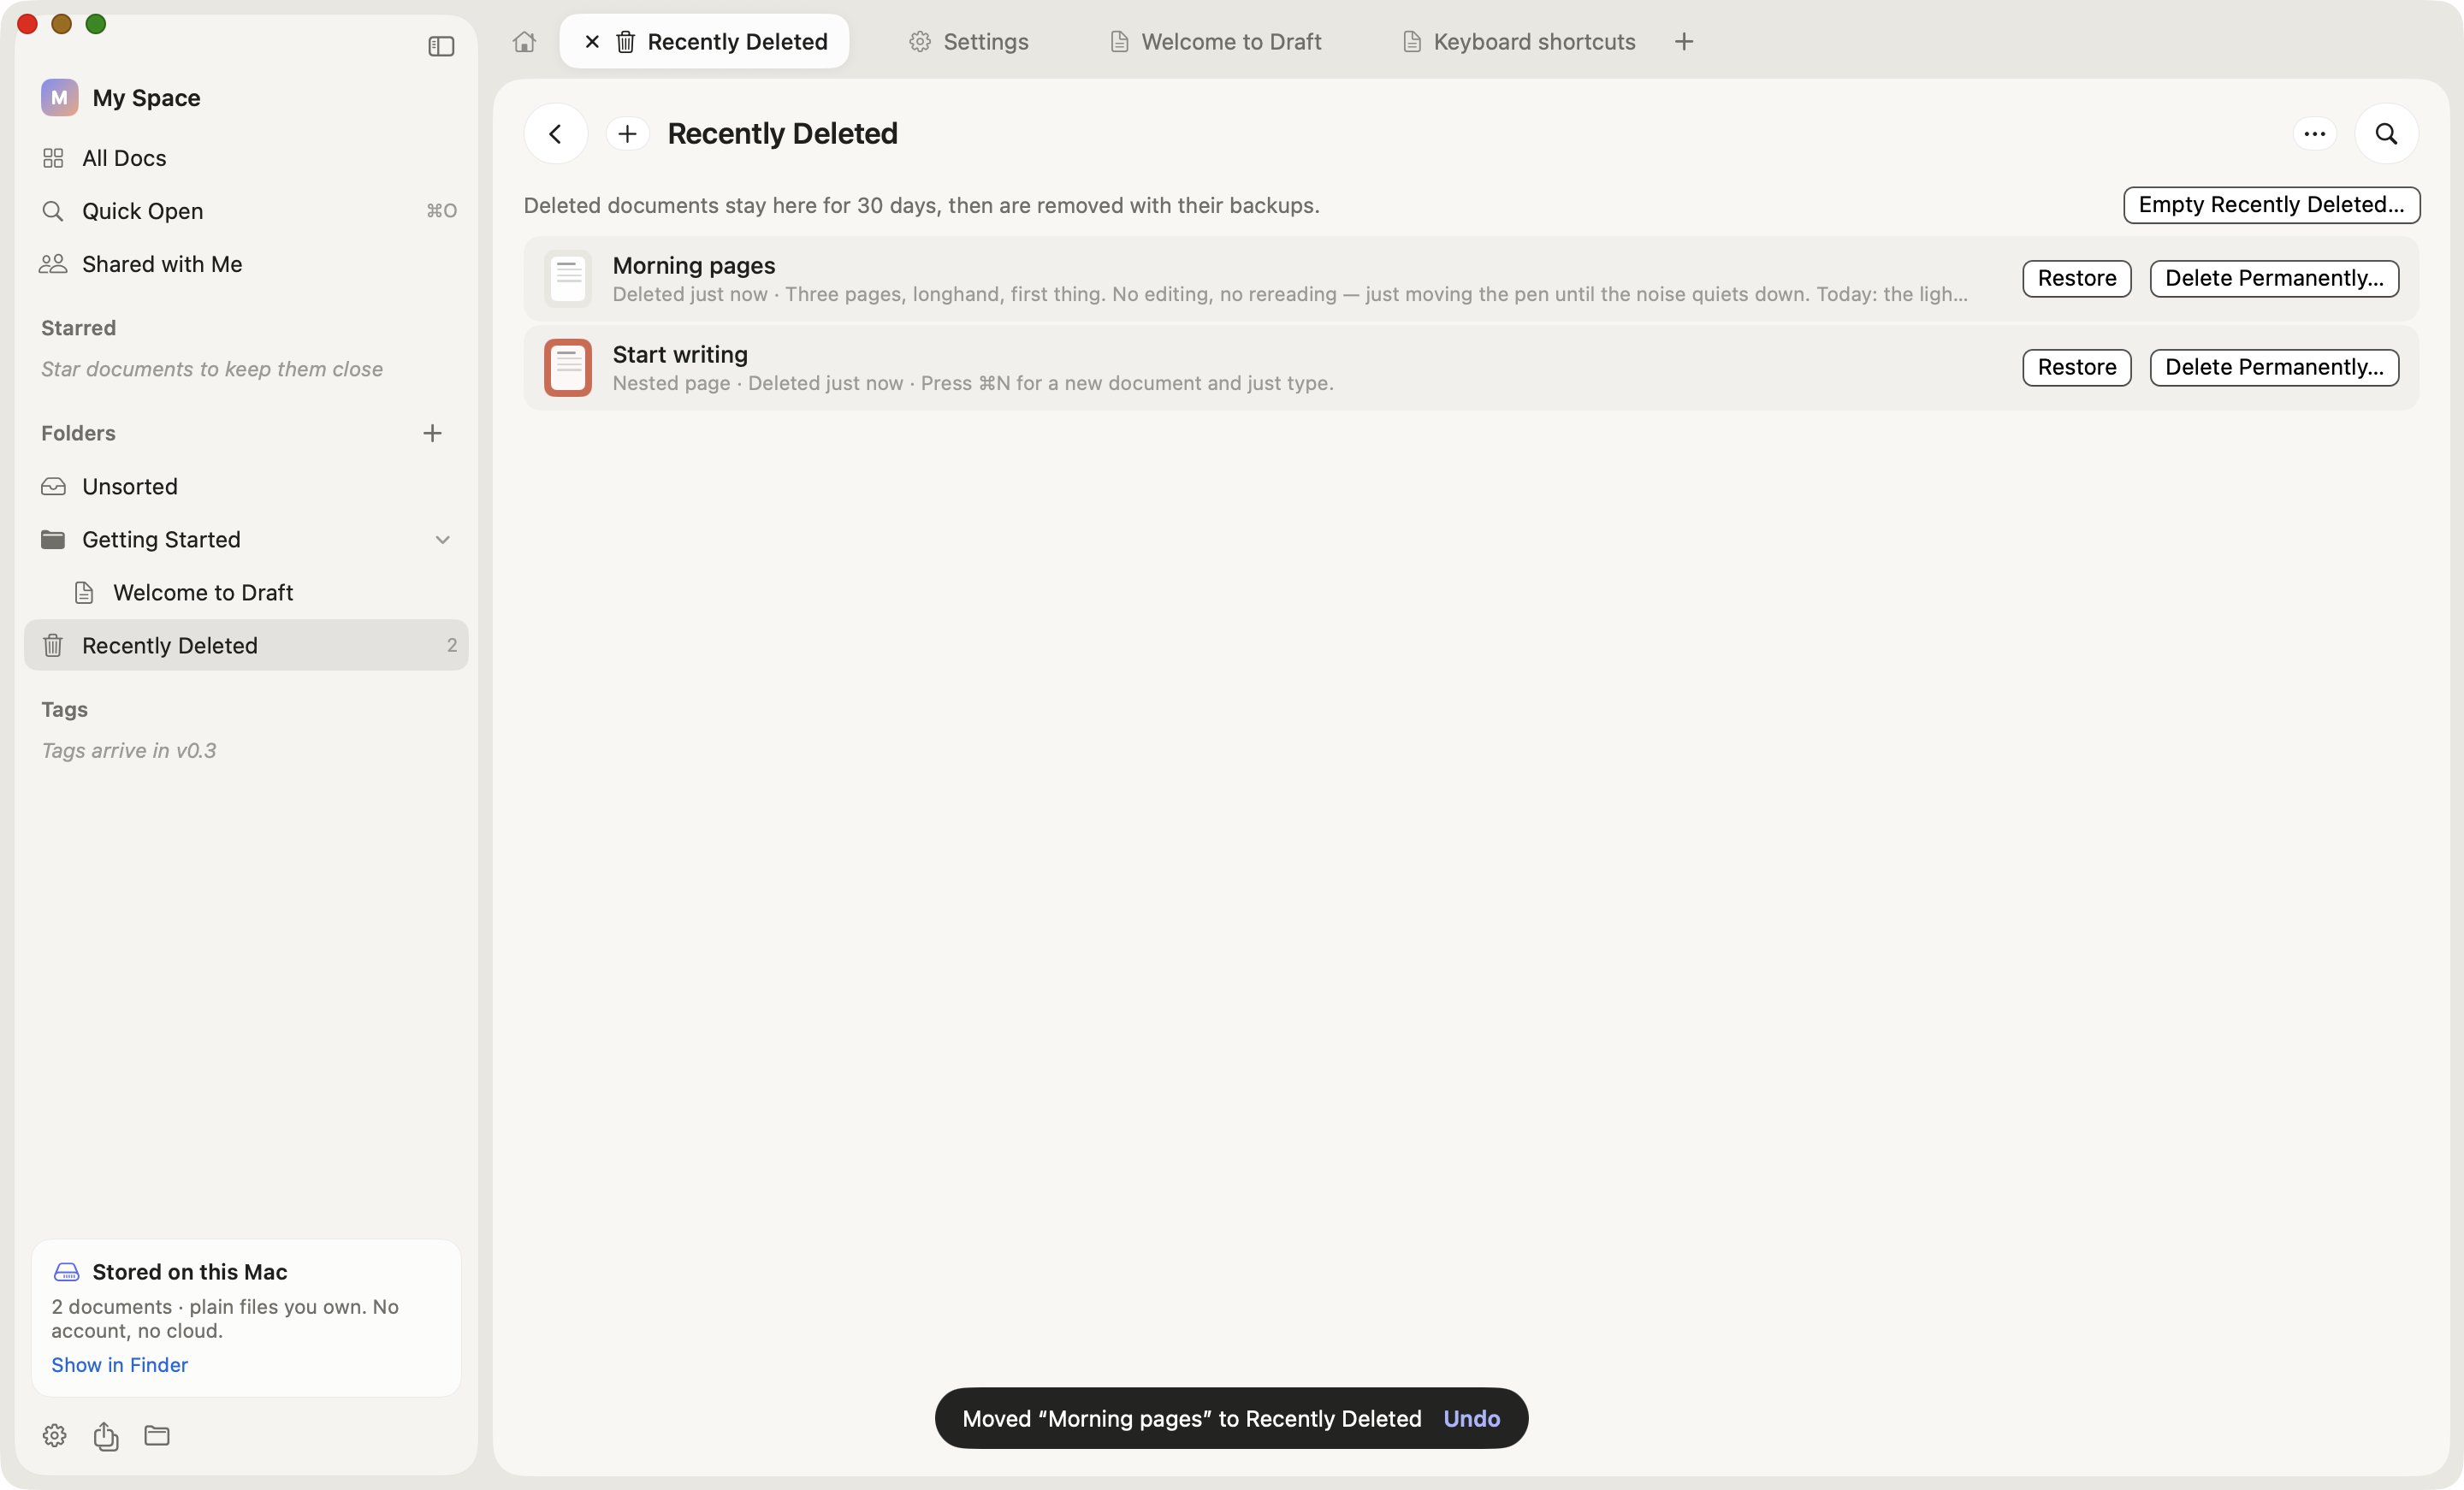 Recently Deleted
Settings
Welcome to Draft
Keyboard shortcuts
M
My Space
All Docs
Quick Open ⌘O
Shared with Me
Starred
Star documents to keep them close
Folders
Unsorted
Getting Started
Welcome to Draft
Recently Deleted 2
Tags
Tags arrive in v0.3
Stored on this Mac
2 documents · plain files you own. No
account, no cloud.
Show in Finder
Recently Deleted
Deleted documents stay here for 30 days, then are removed with their backups.
Empty Recently Deleted...
Morning pages
Deleted just now · Three pages, longhand, first thing. No editing, no rereading — just moving the pen until the noise quiets down. Today: the ligh...
Restore
Delete Permanently...
Start writing
Nested page · Deleted just now · Press ⌘N for a new document and just type.
Restore
Delete Permanently...
Moved “Morning pages” to Recently Deleted Undo